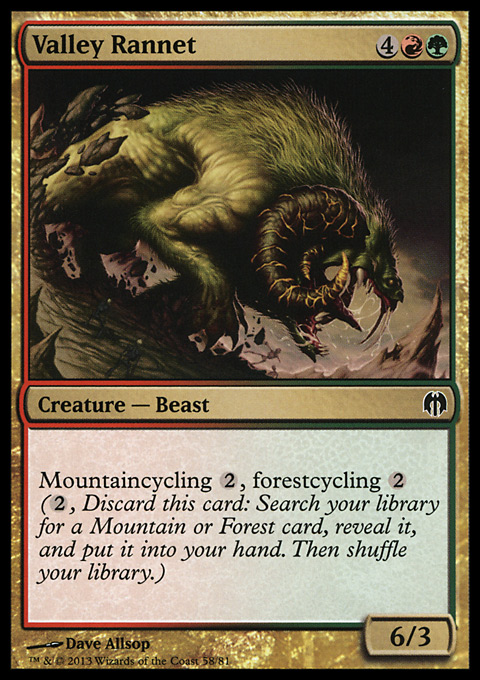 Valley Rannet 4
Creature — Beast
Mountaincycling 2, forestcycling 2
(2, Discard this card: Search your library
for a Mountain or Forest card, reveal it,
and put it into your hand. Then shuffle
your library.)
6/3
Dave Allsop
™ & © 2013 Wizards of the Coast 58/81